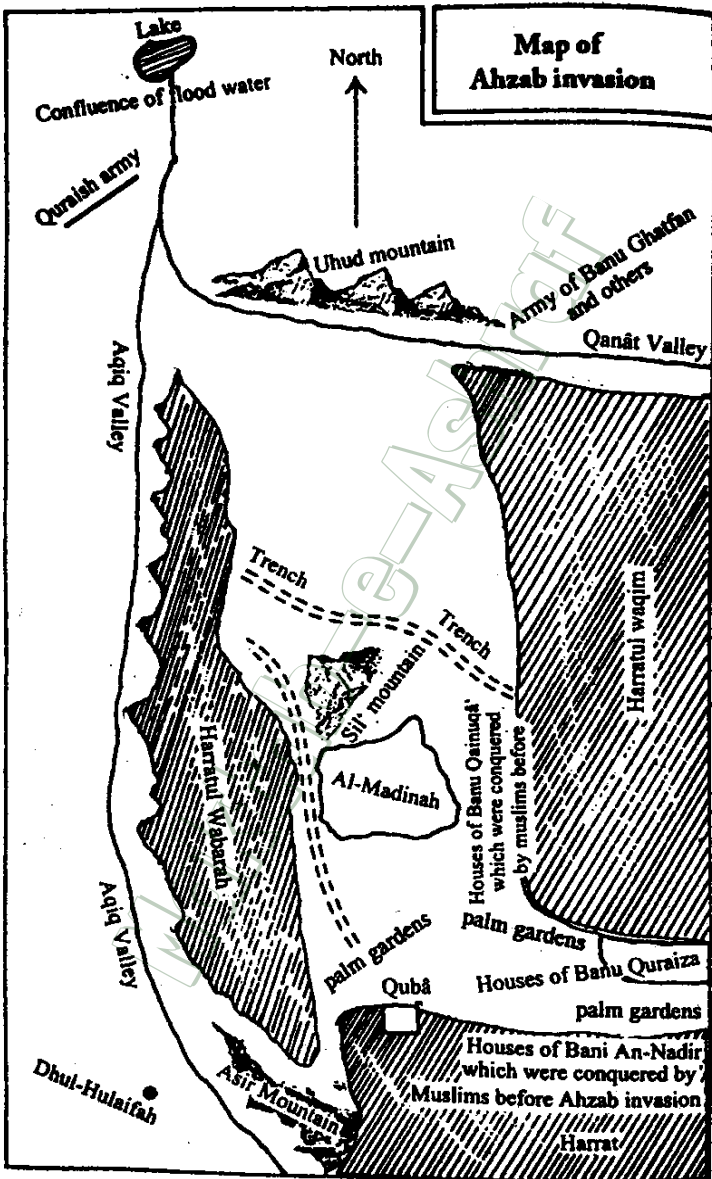 Map of
Ahzab invasion
Lake
North
Confluence of flood water
Quraish army
Uhud mountain
Army of Banu Ghatfan
and others
Qanât Valley
Aqiq Valley
Trench
Trench
Harratul waqim
Sil' mountain
Al-Madinah
Houses of Banu Qainuqâ'
which were conquered
by muslims before
Harratul Wabarah
Aqiq Valley
palm gardens
palm gardens
Qubâ
Houses of Banu Quraiza
palm gardens
Houses of Bani An-Nadir
which were conquered by
Muslims before Ahzab invasion
Harrat
Asir Mountain
Dhul-Hulaifah